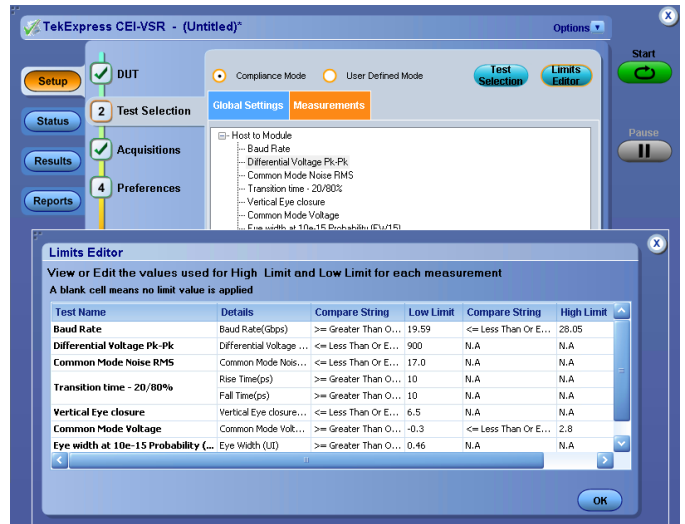 TekExpress CEI-VSR - (Untitled)* Options
Start
Setup
DUT
Compliance Mode User Defined Mode
Test Selection
Limits Editor
2 Test Selection
Global Settings Measurements
Status
Host to Module
Baud Rate
Differential Voltage Pk-Pk
Common Mode Noise RMS
Transition time - 20/80%
Vertical Eye closure
Common Mode Voltage
Eye width at 10e-15 Probability (EW15)
Acquisitions
Pause
Results
4 Preferences
Reports
Limits Editor
View or Edit the values used for High Limit and Low Limit for each measurement
A blank cell means no limit value is applied
Test Name Details Compare String Low Limit Compare String High Limit
Baud Rate Baud Rate(Gbps) >= Greater Than O... 19.59 <= Less Than Or E... 28.05
Differential Voltage Pk-Pk Differential Voltage ... <= Less Than Or E... 900 N.A N.A
Common Mode Noise RMS Common Mode Nois... <= Less Than Or E... 17.0 N.A N.A
Transition time - 20/80% Rise Time(ps) >= Greater Than O... 10 N.A N.A
Fall Time(ps) >= Greater Than O... 10 N.A N.A
Vertical Eye closure Vertical Eye closure... <= Less Than Or E... 6.5 N.A N.A
Common Mode Voltage Common Mode Volt... >= Greater Than O... -0.3 <= Less Than Or E... 2.8
Eye width at 10e-15 Probability (... Eye Width (UI) >= Greater Than O... 0.46 N.A N.A
OK